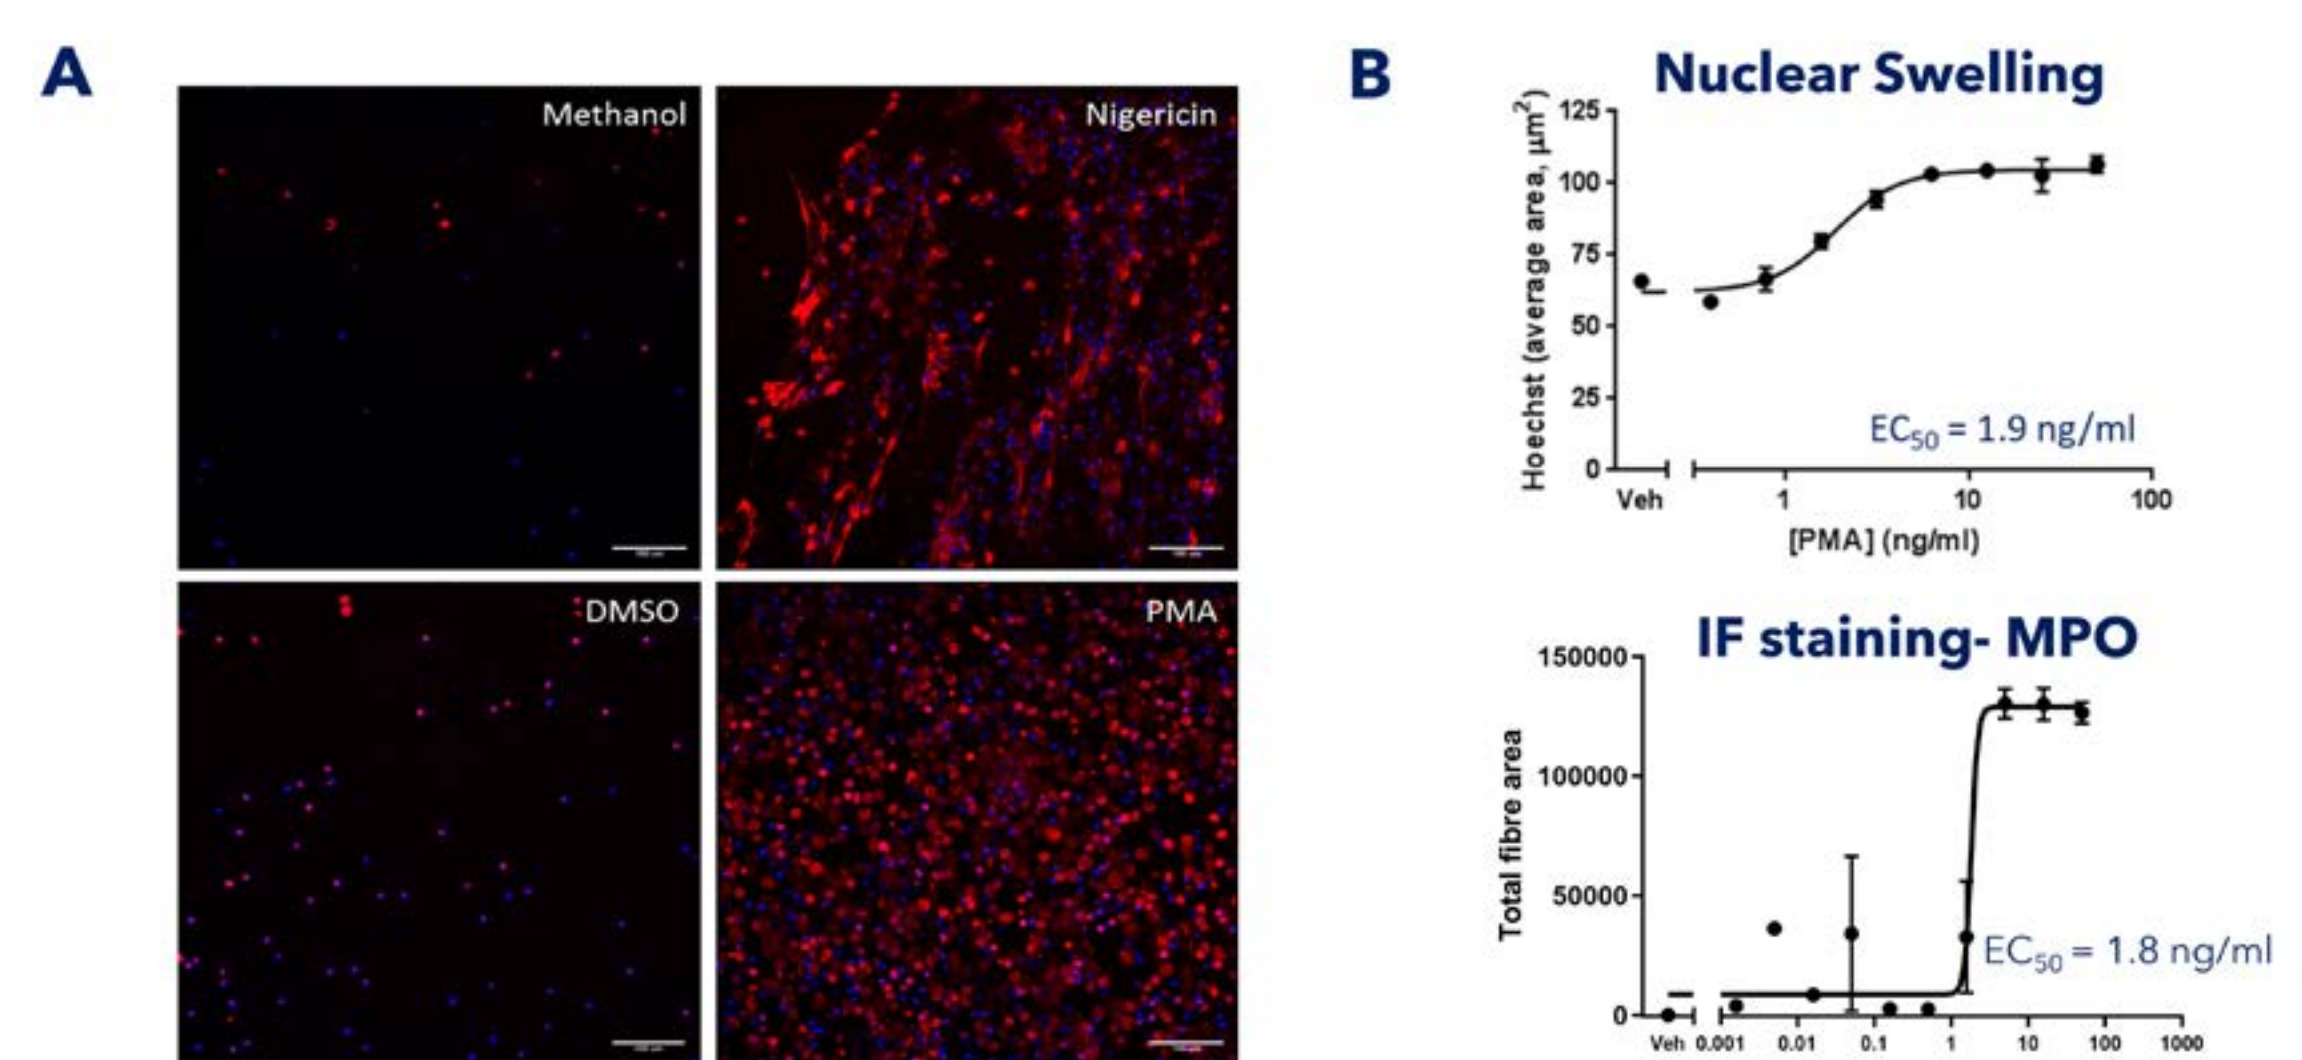 A
Methanol
Nigericin
DMSO
PMA
B
Nuclear Swelling
Hoechst (average area, μm²)
125
100
75
50
25
0
Veh
1
10
100
[PMA] (ng/ml)
EC₅₀ = 1.9 ng/ml
IF staining- MPO
Total fibre area
150000
100000
50000
0
Veh
0.001
0.01
0.1
1
10
100
1000
EC₅₀ = 1.8 ng/ml